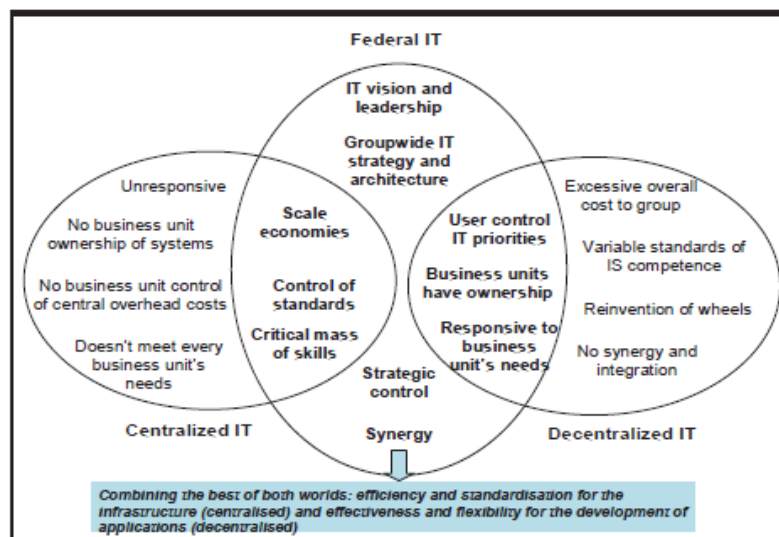 Federal IT
IT vision and
leadership
Groupwide IT
strategy and
architecture
Unresponsive
No business unit
ownership of systems
No business unit control
of central overhead costs
Doesn't meet every
business unit's
needs
Scale
economies
Control of
standards
Critical mass
of skills
User control
IT priorities
Business units
have ownership
Responsive to
business
unit's needs
Excessive overall
cost to group
Variable standards of
IS competence
Reinvention of wheels
No synergy and
integration
Strategic
control
Synergy
Centralized IT
Decentralized IT
Combining the best of both worlds: efficiency and standardisation for the
infrastructure (centralised) and effectiveness and flexibility for the development of
applications (decentralised)